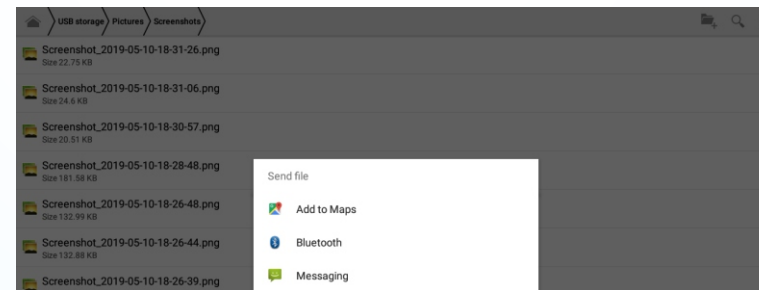 USB storage Pictures Screenshots
Screenshot_2019-05-10-18-31-26.png
Size 22.75 KB
Screenshot_2019-05-10-18-31-06.png
Size 24.6 KB
Screenshot_2019-05-10-18-30-57.png
Size 20.51 KB
Screenshot_2019-05-10-18-28-48.png
Size 181.58 KB
Screenshot_2019-05-10-18-26-48.png
Size 132.99 KB
Screenshot_2019-05-10-18-26-44.png
Size 132.88 KB
Screenshot_2019-05-10-18-26-39.png
Send file
Add to Maps
Bluetooth
Messaging